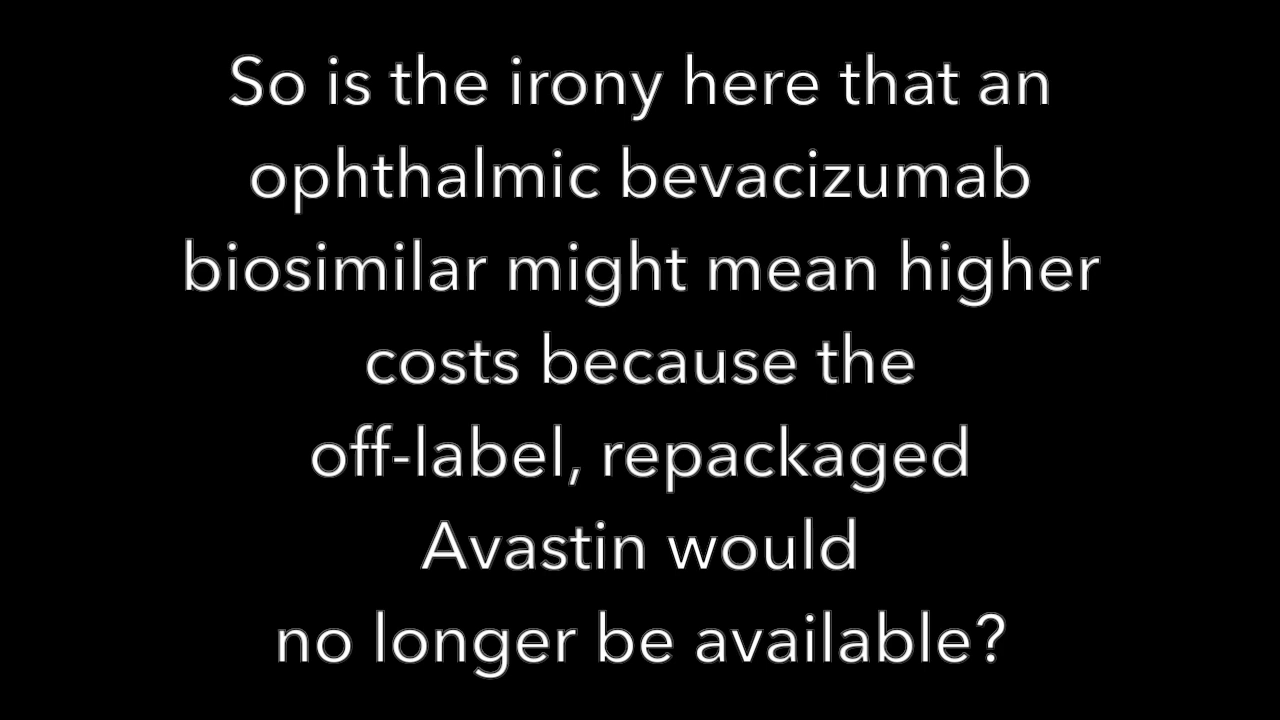 So is the irony here that an
ophthalmic bevacizumab
biosimilar might mean higher
costs because the
off-label, repackaged
Avastin would
no longer be available?